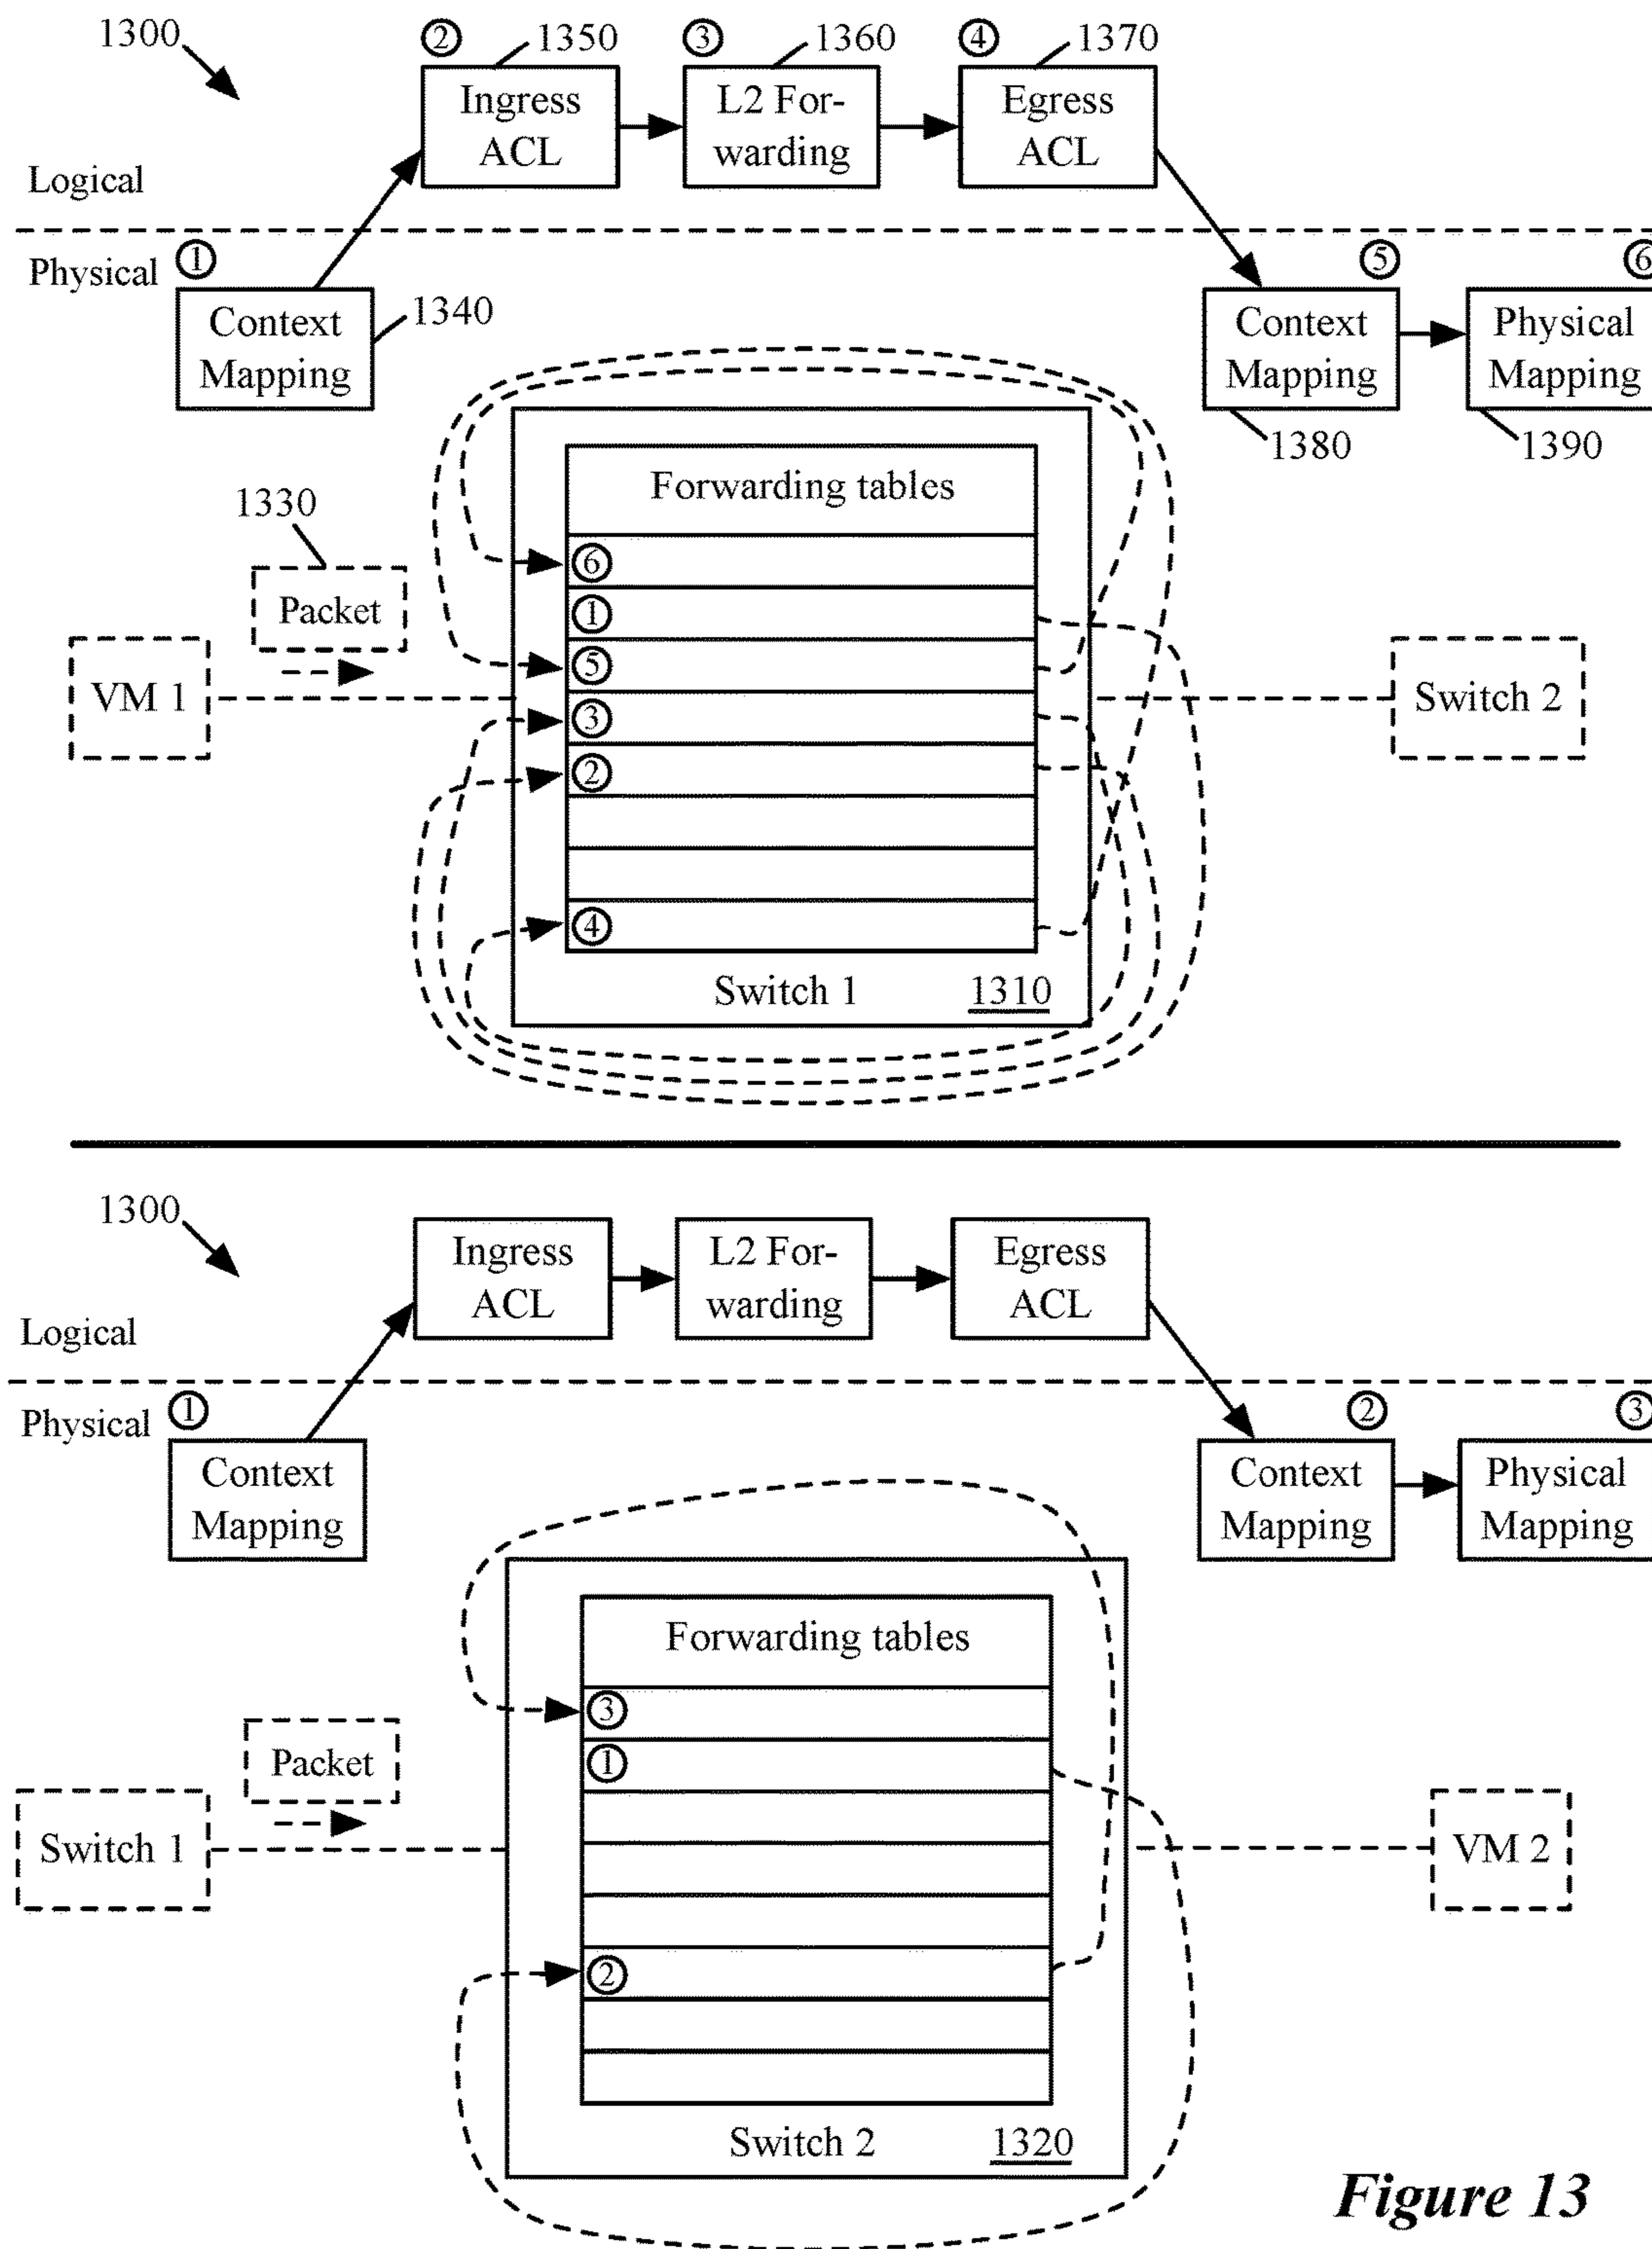 1300
② 1350 ③ 1360 ④ 1370
Ingress L2 For- Egress
ACL warding ACL
Logical
Physical ① ⑤ ⑥
Context 1340 Context Physical
Mapping Mapping Mapping
1380 1390
Forwarding tables
1330
⑥
Packet ①
⑤
VM 1 Switch 2
③
②
④
Switch 1 1310
1300
Ingress L2 For- Egress
ACL warding ACL
Logical
Physical ① ② ③
Context Context Physical
Mapping Mapping Mapping
Forwarding tables
③
Packet ①
Switch 1 VM 2
②
Switch 2 1320
Figure 13